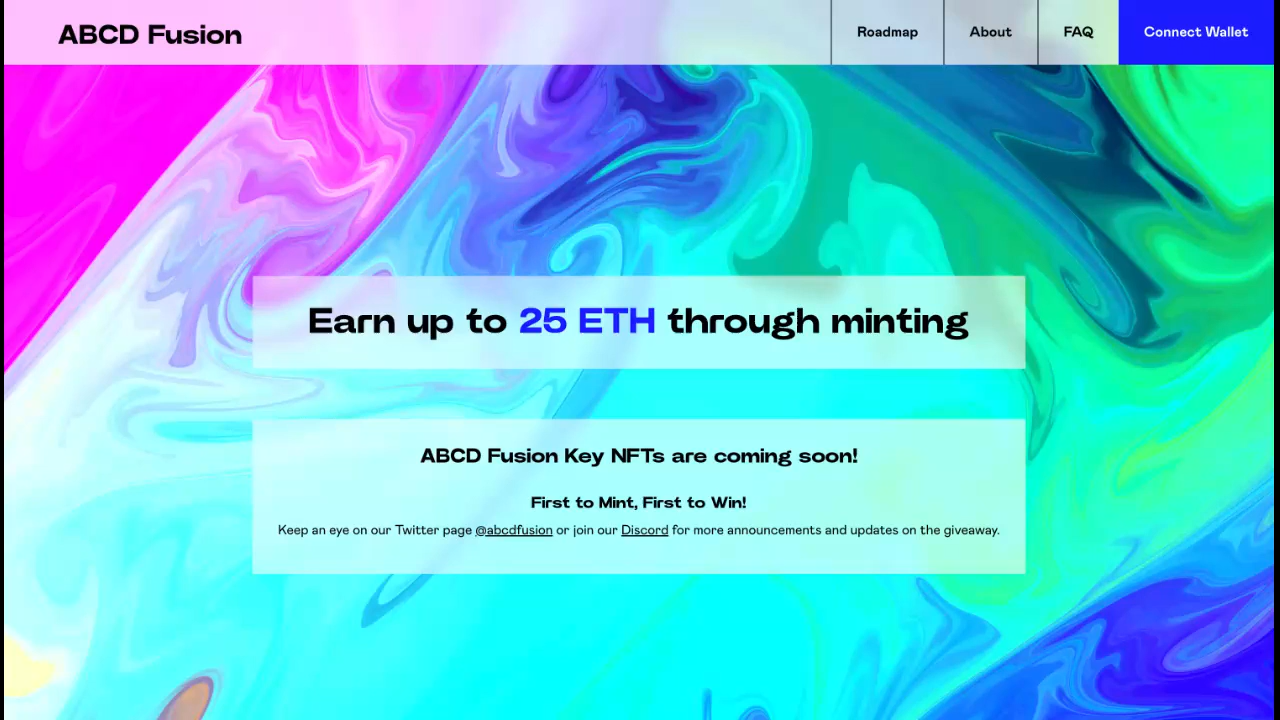 ABCD Fusion
Roadmap
About
FAQ
Connect Wallet
Earn up to 25 ETH through minting
ABCD Fusion Key NFTs are coming soon!
First to Mint, First to Win!
Keep an eye on our Twitter page @abcdfusion or join our Discord for more announcements and updates on the giveaway.